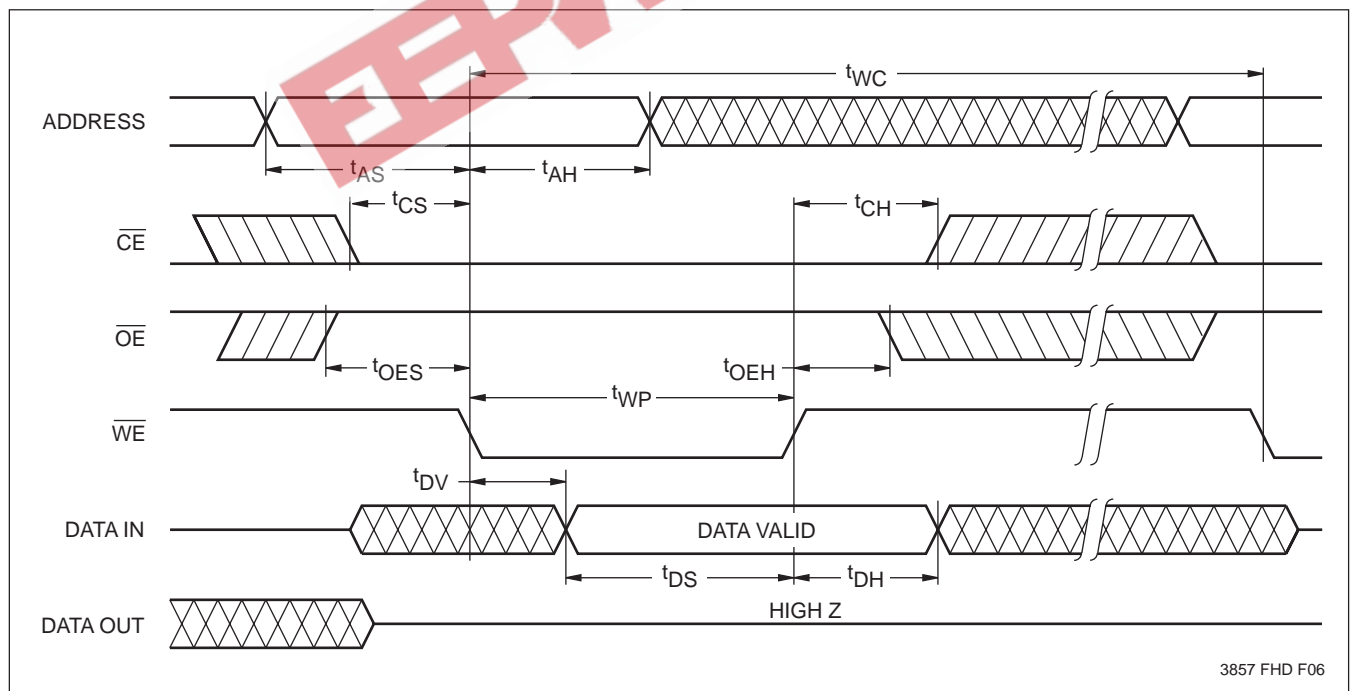 tWC
ADDRESS
tAS
tAH
tCS
tCH
CE
OE
tOES
tOEH
tWP
WE
tDV
DATA IN
DATA VALID
tDS
tDH
HIGH Z
DATA OUT
3857 FHD F06